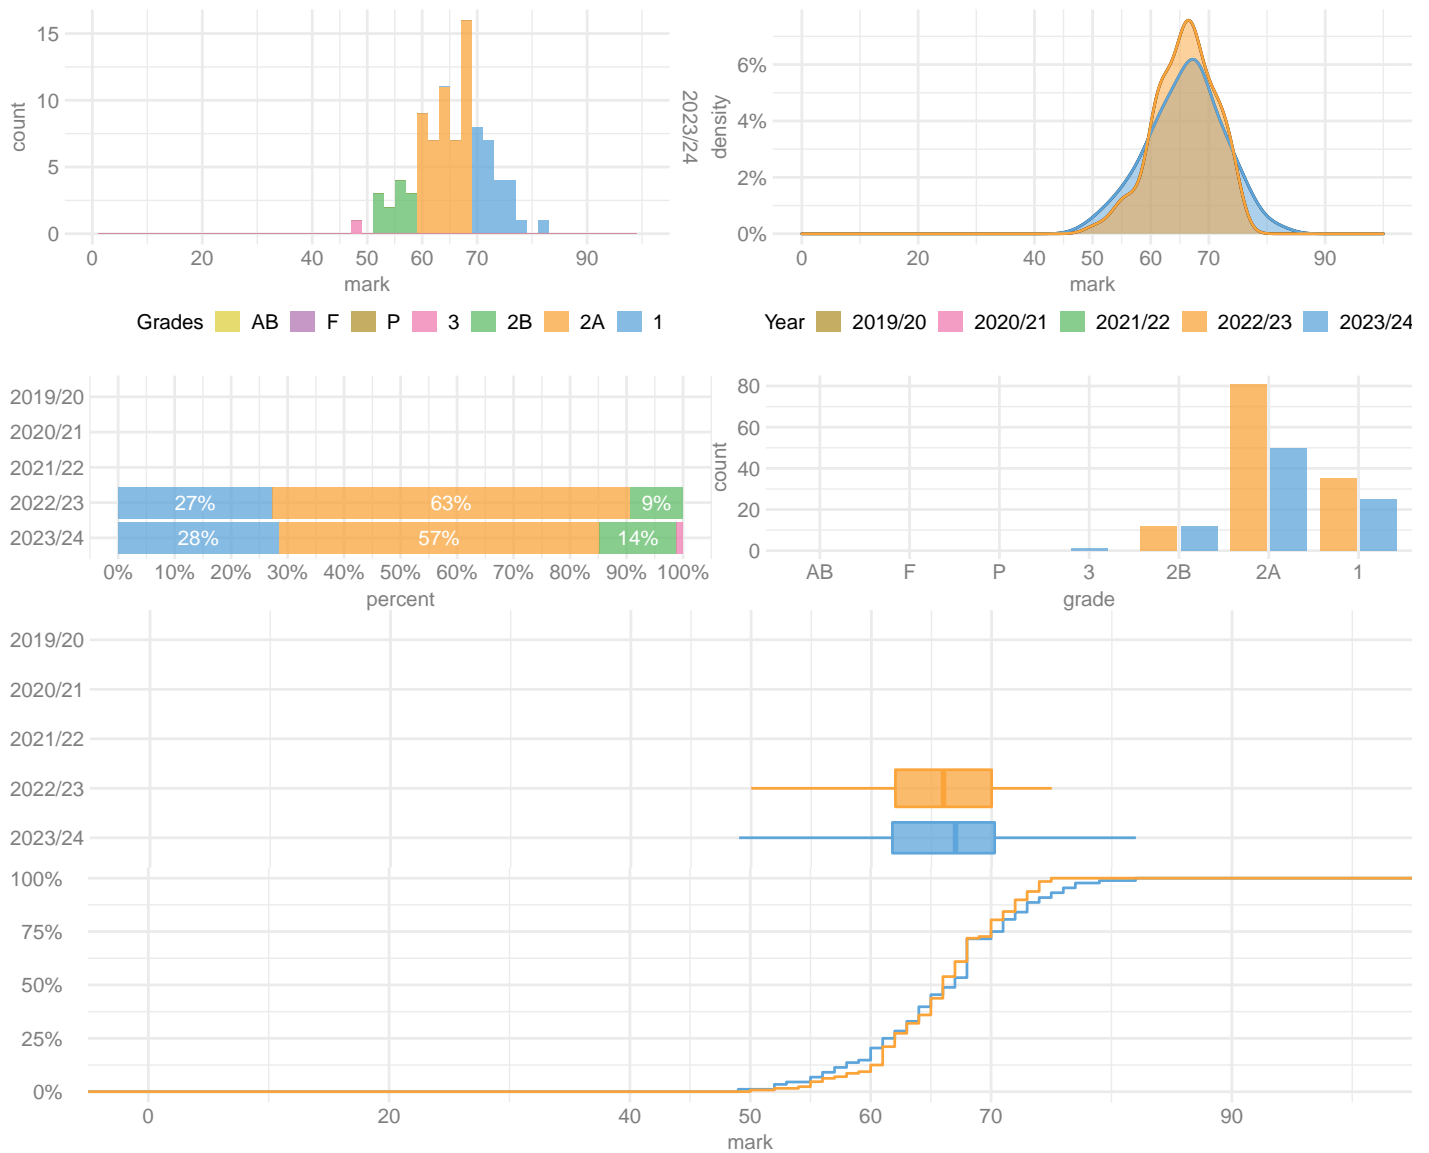 15
10
5
0
count
0 20 40 50 60 70 90
mark
2023/24
6%
4%
2%
0%
density
0 20 40 50 60 70 90
mark
Grades AB F P 3 2B 2A 1
Year 2019/20 2020/21 2021/22 2022/23 2023/24
2019/20
2020/21
2021/22
2022/23 27% 63% 9%
2023/24 28% 57% 14%
0% 10% 20% 30% 40% 50% 60% 70% 80% 90% 100%
percent
80
60
40
20
0
count
AB F P 3 2B 2A 1
grade
2019/20
2020/21
2021/22
2022/23
2023/24
100%
75%
50%
25%
0%
0 20 40 50 60 70 90
mark